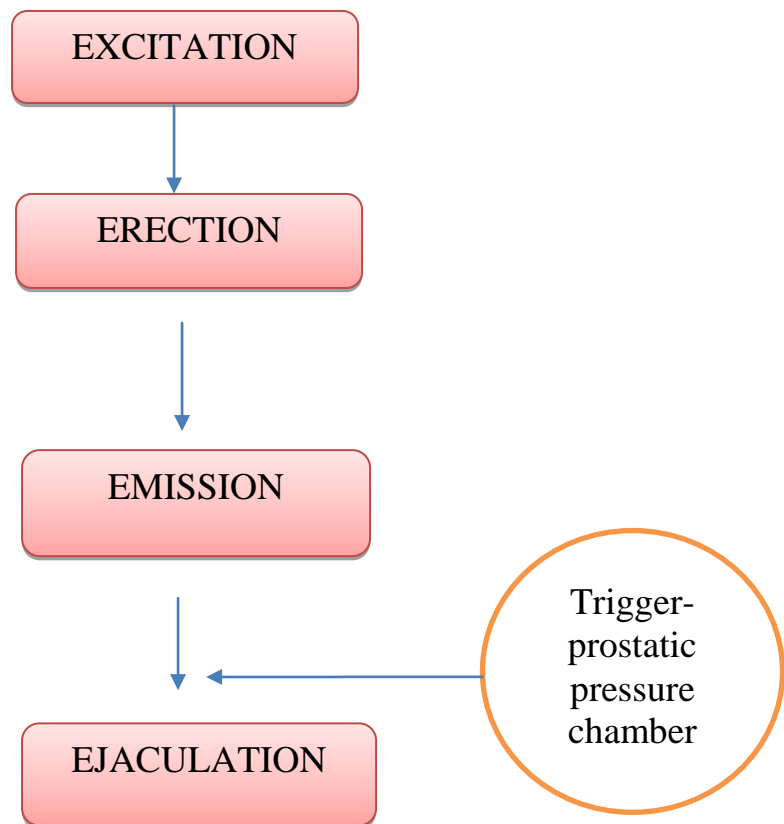 EXCITATION
ERECTION
EMISSION
Trigger-
prostatic
pressure
chamber
EJACULATION